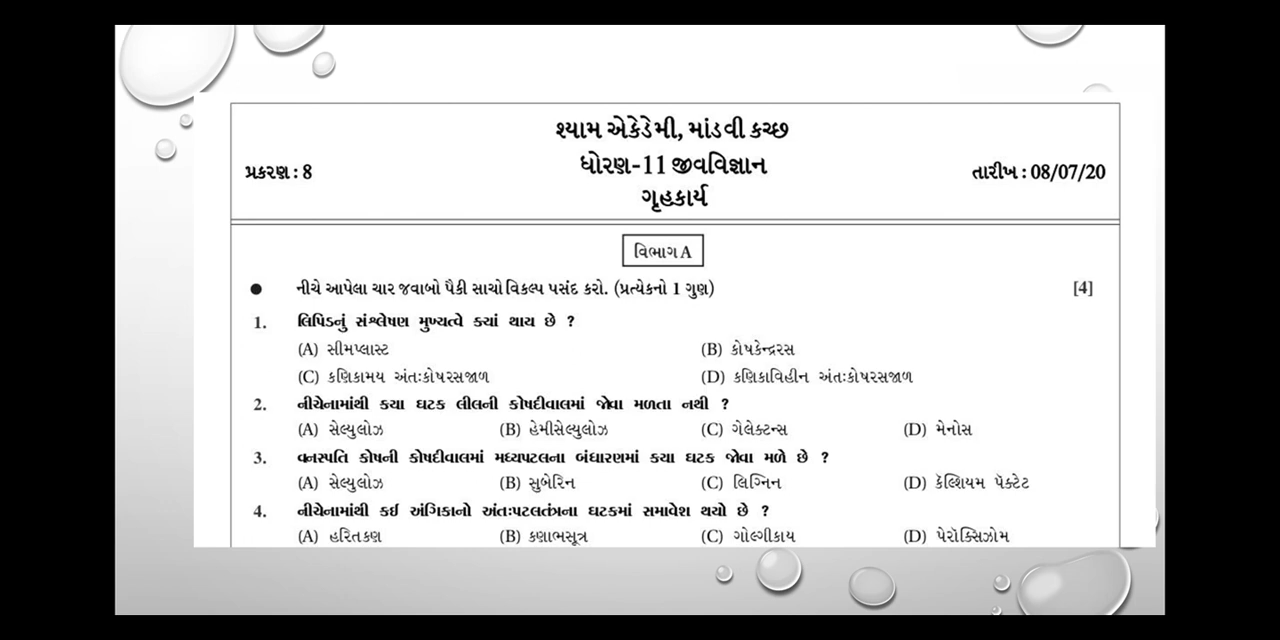 શ્યામ એકેડેમી, માંડવી કચ્છ
પ્રકરણ : 8 ધોરણ-11 જીવવિજ્ઞાન તારીખ : 08/07/20
ગૃહકાર્ય
વિભાગ A
● નીચે આપેલા ચાર જવાબો પૈકી સાચો વિકલ્પ પસંદ કરો. (પ્રત્યેકનો 1 ગુણ) [4]
1. લિપિડનું સંશ્લેષણ મુખ્યત્વે ક્યાં થાય છે ?
(A) સીમપ્લાસ્ટ (B) કોષકેન્દ્રરસ
(C) કણિકામય અંતઃકોષરસજાળ (D) કણિકાવિહીન અંતઃકોષરસજાળ
2. નીચેનામાંથી કયા ઘટક લીલની કોષદીવાલમાં જોવા મળતા નથી ?
(A) સેલ્યુલોઝ (B) હેમીસેલ્યુલોઝ (C) ગેલેક્ટન્સ (D) મેનોસ
3. વનસ્પતિ કોષની કોષદીવાલમાં મધ્યપટલના બંધારણમાં કયા ઘટક જોવા મળે છે ?
(A) સેલ્યુલોઝ (B) સુબેરિન (C) લિગ્નિન (D) કૅલ્શિયમ પૅક્ટેટ
4. નીચેનામાંથી કઈ અંગિકાનો અંતઃપટલતંત્રના ઘટકમાં સમાવેશ થયો છે ?
(A) હરિતકણ (B) કણાભસૂત્ર (C) ગોલ્ગીકાય (D) પેરૉક્સિઝોમ